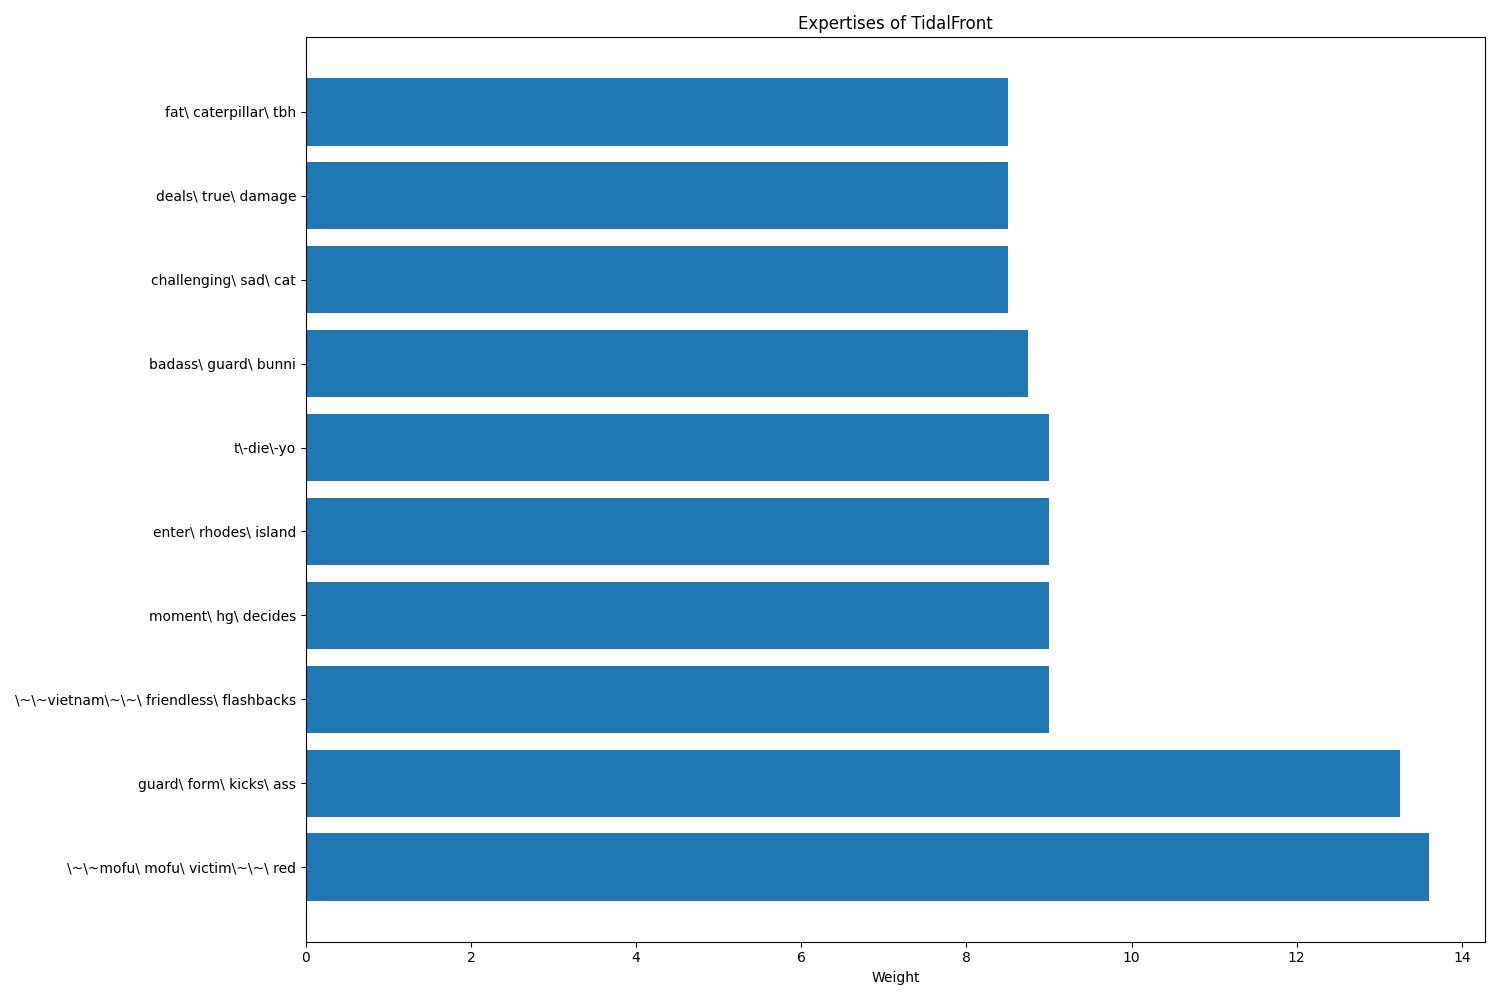 Expertises of TidalFront
fat\ caterpillar\ tbh
deals\ true\ damage
challenging\ sad\ cat
badass\ guard\ bunni
t\-die\-yo
enter\ rhodes\ island
moment\ hg\ decides
\~\~vietnam\~\~\ friendless\ flashbacks
guard\ form\ kicks\ ass
\~\~mofu\ mofu\ victim\~\~\ red
0 2 4 6 8 10 12 14
Weight